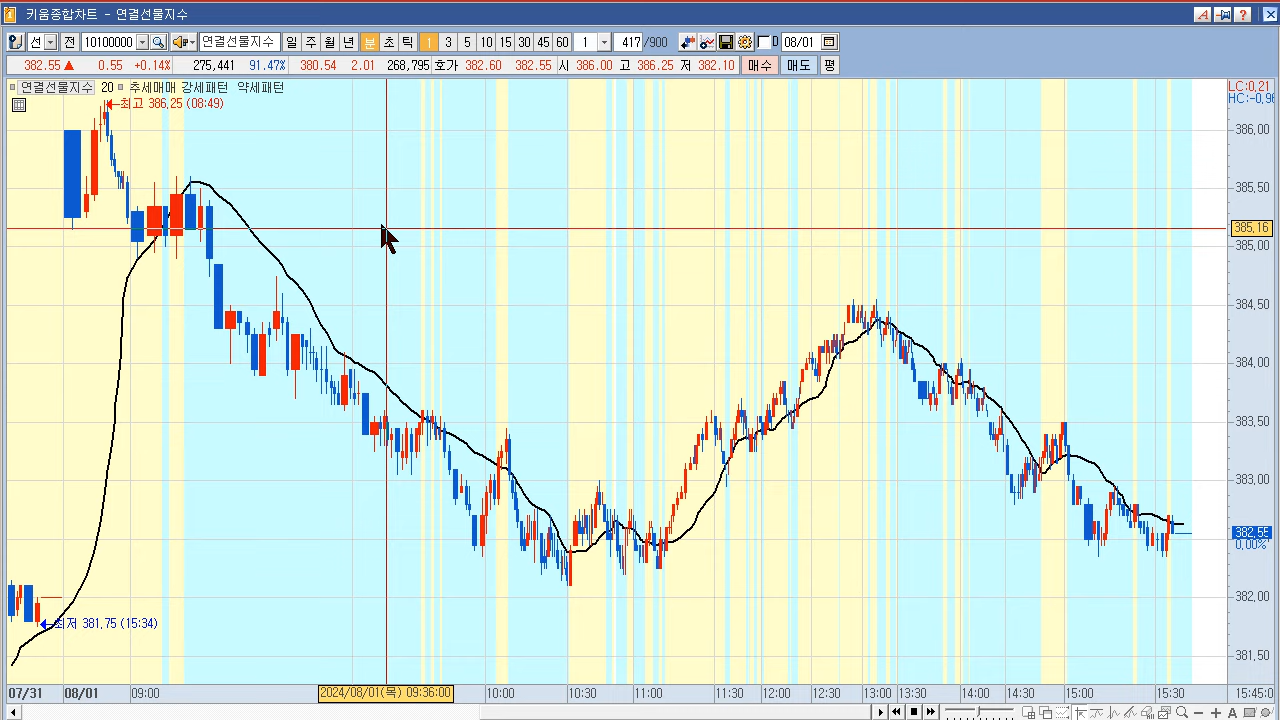 키움종합차트 - 연결선물지수
선 전 10100000 연결선물지수 일 주 월 년 분 초 틱 1 3 5 10 15 30 45 60 1 417 /900 D 08/01
382.55 ▲ 0.55 +0.14% 275,441 91.47% 380.54 2.01 268,795 호가 382.60 382.55 시 386.00 고 386.25 저 382.10 매수 매도 평
연결선물지수 20 추세매매 강세패턴 약세패턴
LC:0,21
HC:-0,96
최고 386,25 (08:49)
386,00
385,50
385,16
385,00
384,50
384,00
383,50
383,00
382,55
0,00%
382,00
최저 381,75 (15:34)
381,50
07/31 08/01 09:00 2024/08/01(목) 09:36:00 10:00 10:30 11:00 11:30 12:00 12:30 13:00 13:30 14:00 14:30 15:00 15:30 15:45:0
A